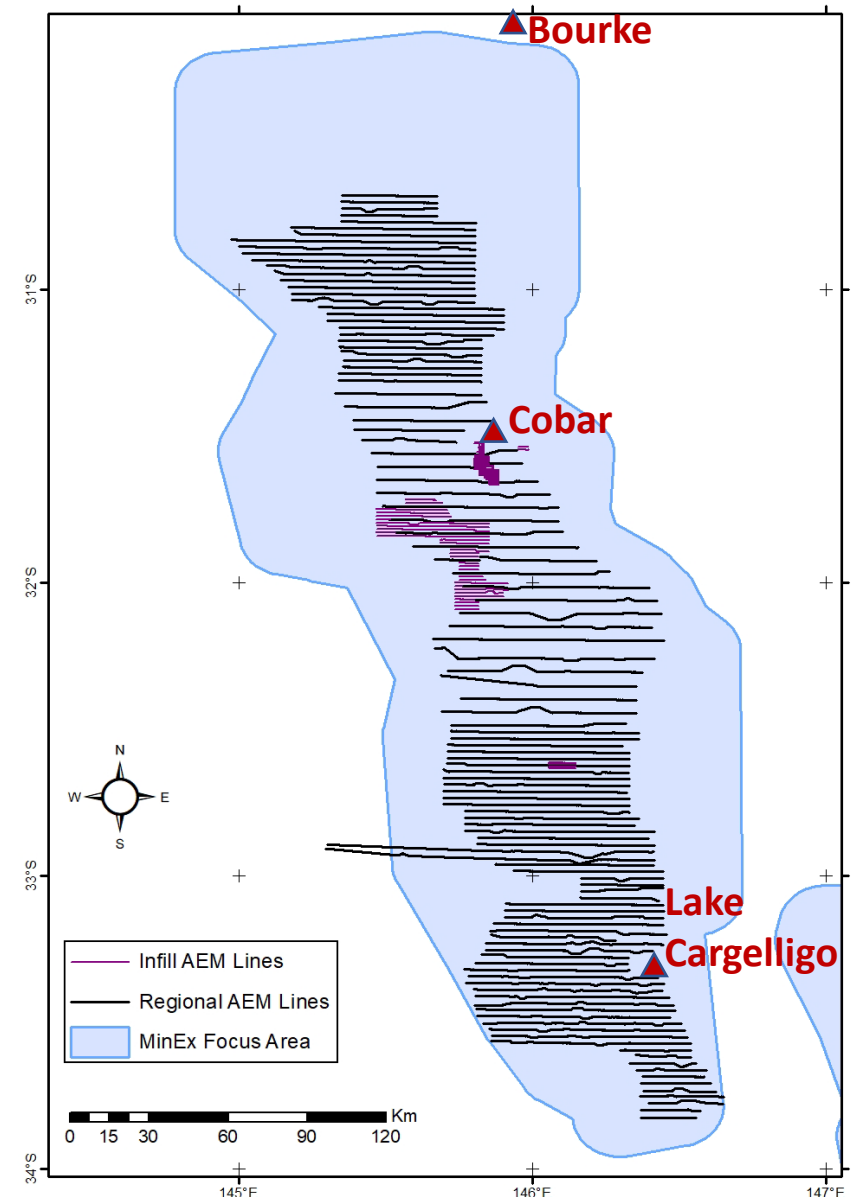 Bourke
31°S
Cobar
32°S
N
W E
S
33°S
Lake
Cargelligo
Infill AEM Lines
Regional AEM Lines
MinEx Focus Area
Km
0 15 30 60 90 120
34°S
145°E 146°E 147°E